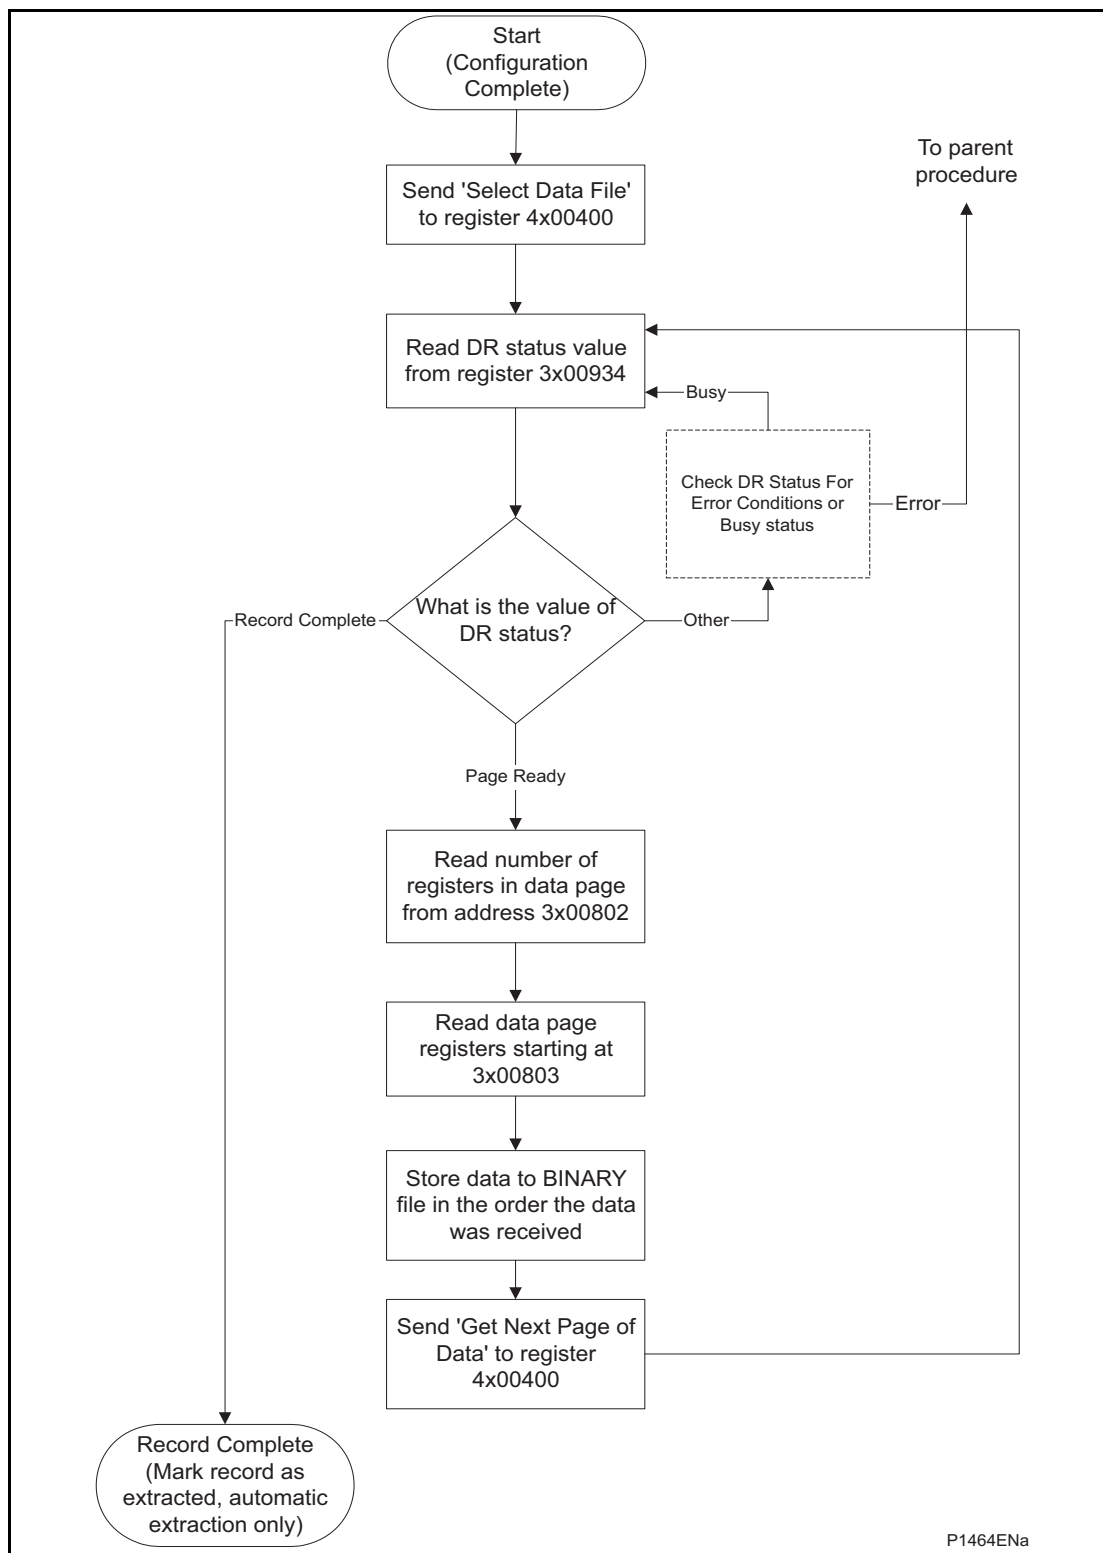 Start
(Configuration
Complete)
To parent
procedure
Send 'Select Data File'
to register 4x00400
Read DR status value
from register 3x00934
Busy
Check DR Status For
Error Conditions or
Busy status
Error
What is the value of
DR status?
Record Complete
Other
Page Ready
Read number of
registers in data page
from address 3x00802
Read data page
registers starting at
3x00803
Store data to BINARY
file in the order the data
was received
Send 'Get Next Page of
Data' to register
4x00400
Record Complete
(Mark record as
extracted, automatic
extraction only)
P1464ENa